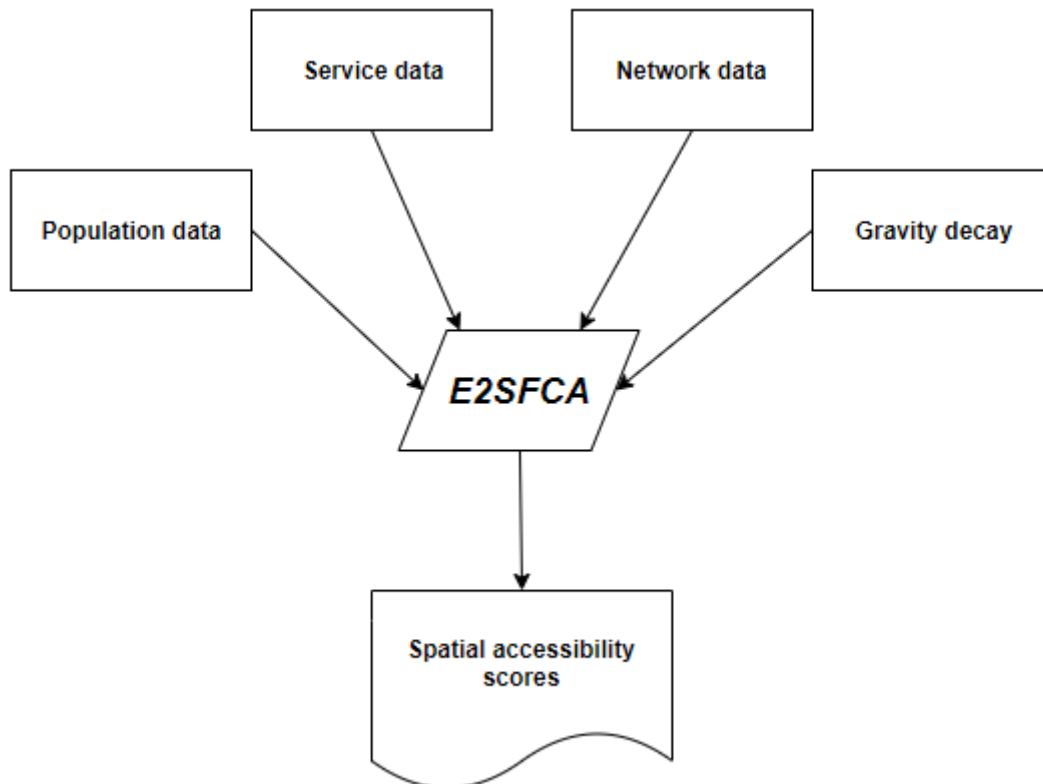 Service data
Network data
Population data
Gravity decay
E2SFCA
Spatial accessibility
scores